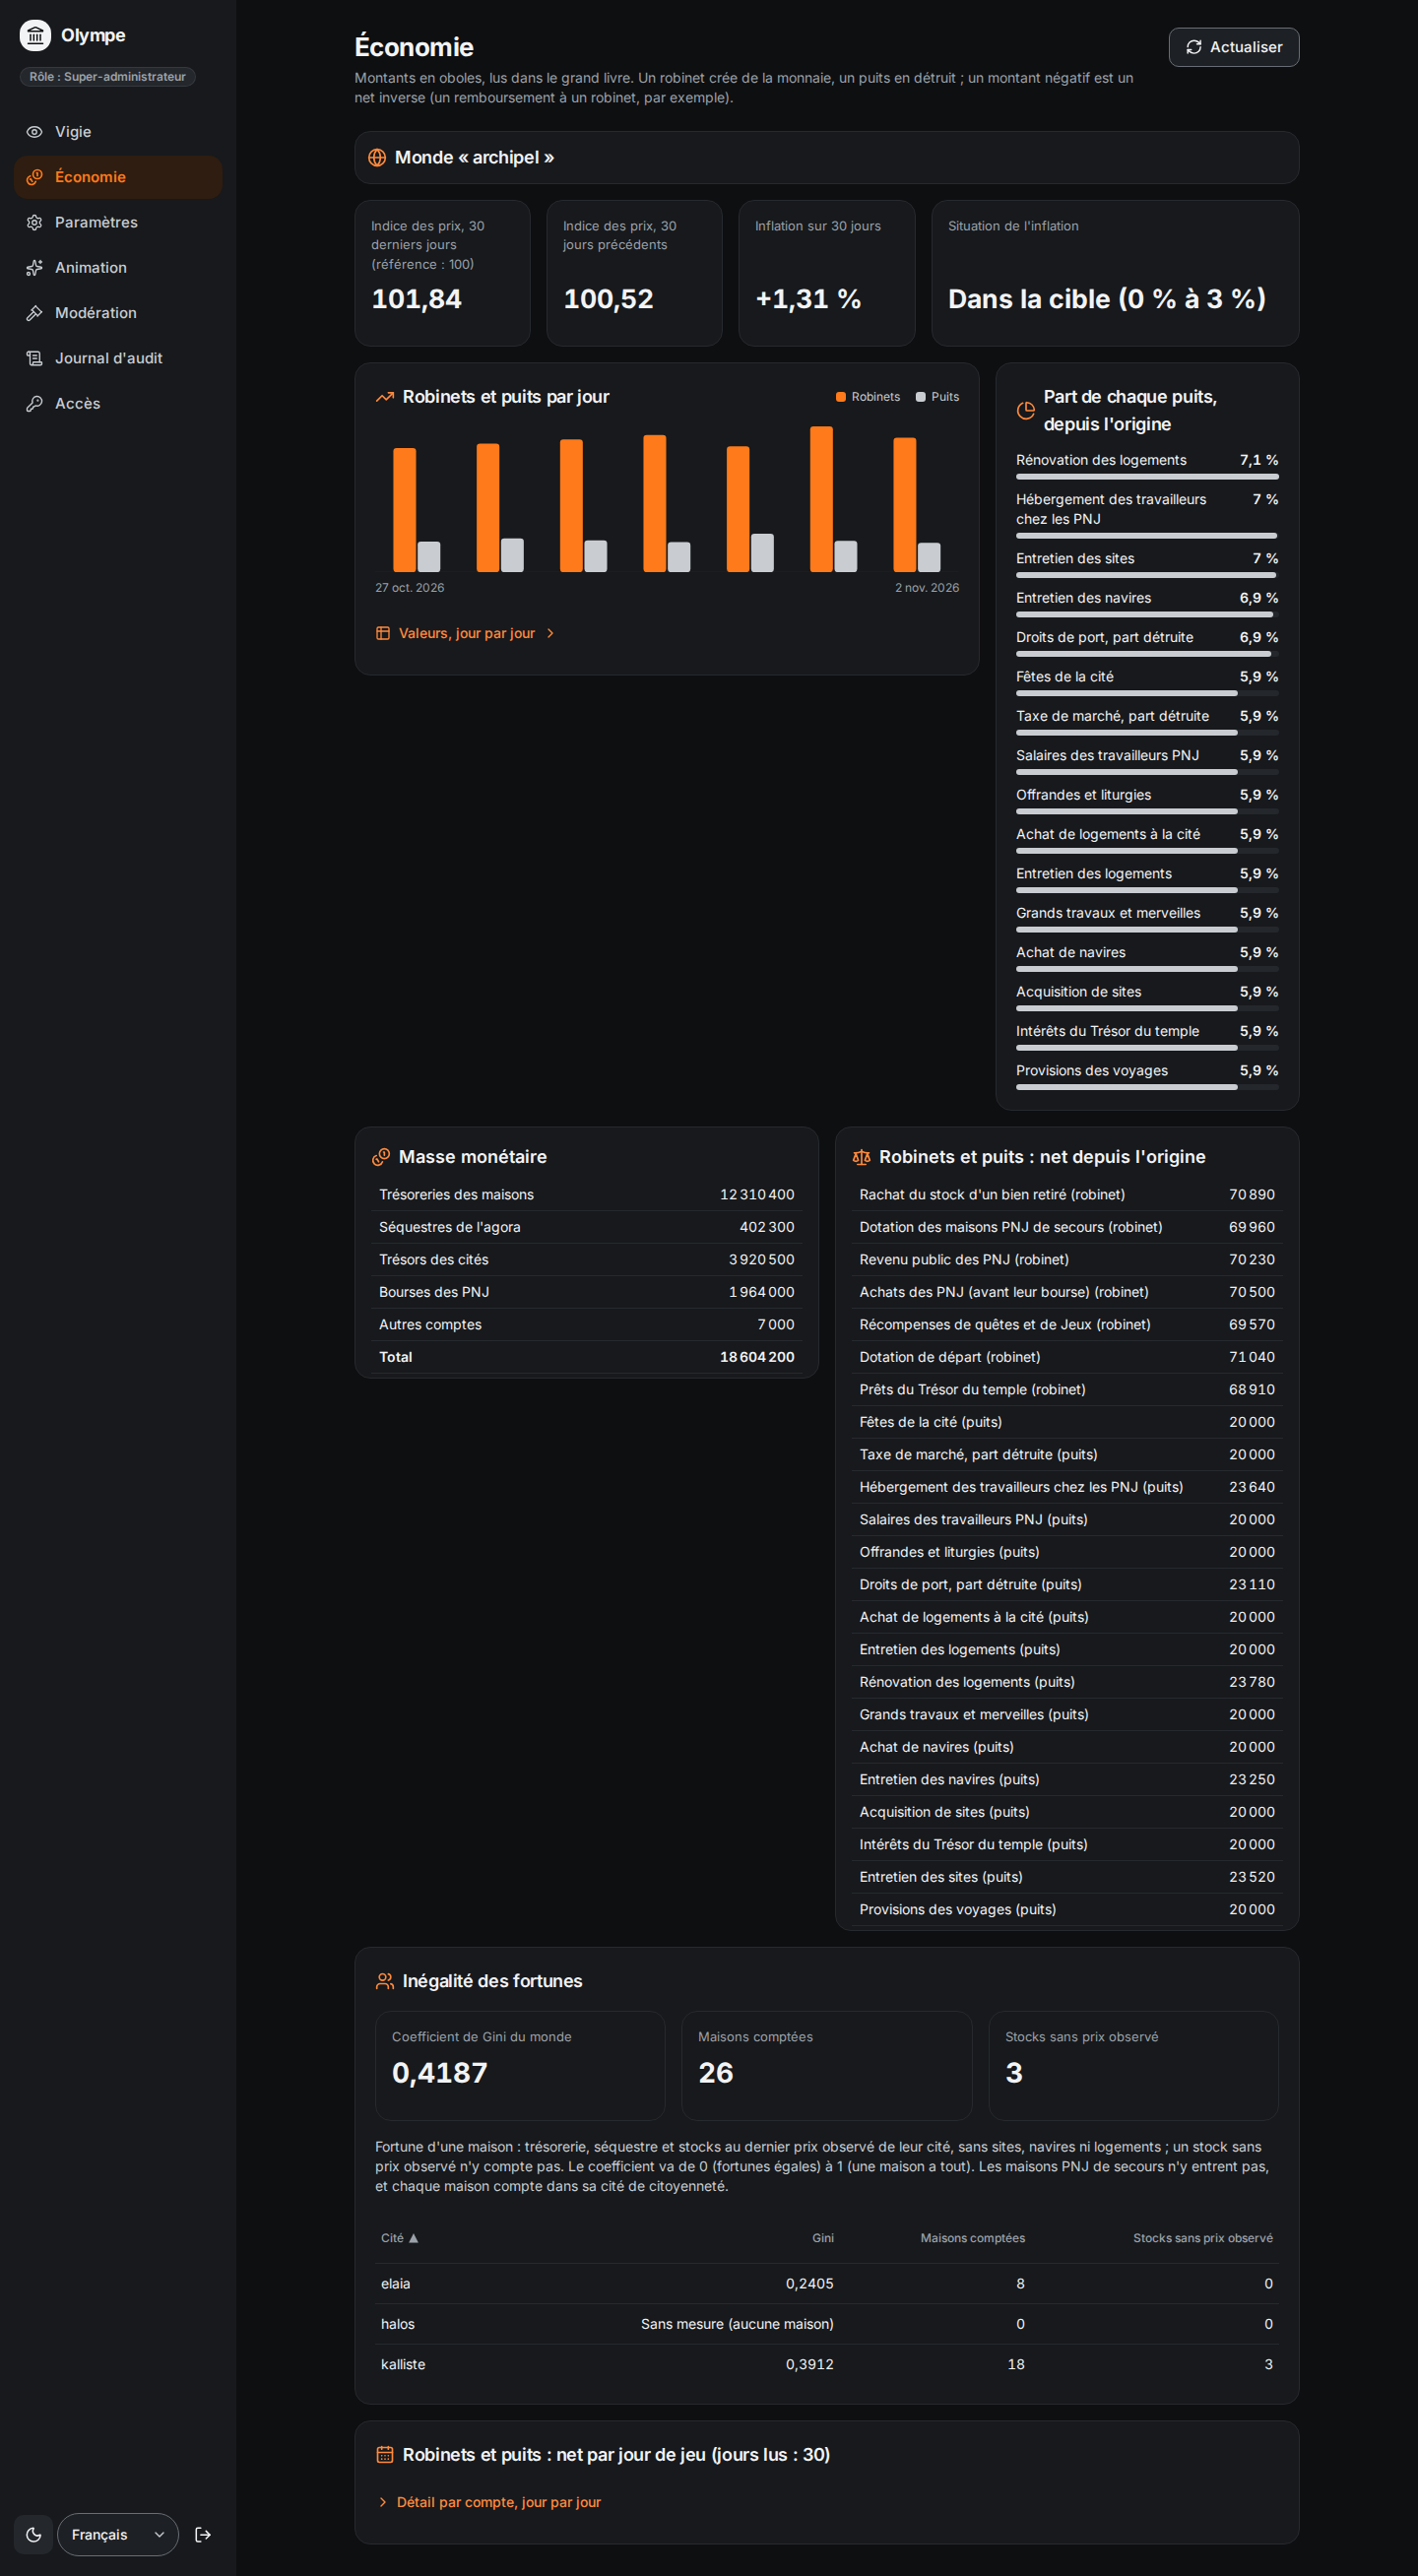 Olympe
Rôle : Super-administrateur
Vigie
Économie
Paramètres
Animation
Modération
Journal d'audit
Accès
Français
Économie
Actualiser
Montants en oboles, lus dans le grand livre. Un robinet crée de la monnaie, un puits en détruit ; un montant négatif est un
net inverse (un remboursement à un robinet, par exemple).
Monde « archipel »
Indice des prix, 30
derniers jours
(référence : 100)
101,84
Indice des prix, 30
jours précédents
100,52
Inflation sur 30 jours
+1,31 %
Situation de l'inflation
Dans la cible (0 % à 3 %)
Robinets et puits par jour
Robinets
Puits
27 oct. 2026
2 nov. 2026
Valeurs, jour par jour
Part de chaque puits,
depuis l'origine
Rénovation des logements 7,1 %
Hébergement des travailleurs 7 %
chez les PNJ
Entretien des sites 7 %
Entretien des navires 6,9 %
Droits de port, part détruite 6,9 %
Fêtes de la cité 5,9 %
Taxe de marché, part détruite 5,9 %
Salaires des travailleurs PNJ 5,9 %
Offrandes et liturgies 5,9 %
Achat de logements à la cité 5,9 %
Entretien des logements 5,9 %
Grands travaux et merveilles 5,9 %
Achat de navires 5,9 %
Acquisition de sites 5,9 %
Intérêts du Trésor du temple 5,9 %
Provisions des voyages 5,9 %
Masse monétaire
Trésoreries des maisons 12 310 400
Séquestres de l'agora 402 300
Trésors des cités 3 920 500
Bourses des PNJ 1 964 000
Autres comptes 7 000
Total 18 604 200
Robinets et puits : net depuis l'origine
Rachat du stock d'un bien retiré (robinet) 70 890
Dotation des maisons PNJ de secours (robinet) 69 960
Revenu public des PNJ (robinet) 70 230
Achats des PNJ (avant leur bourse) (robinet) 70 500
Récompenses de quêtes et de Jeux (robinet) 69 570
Dotation de départ (robinet) 71 040
Prêts du Trésor du temple (robinet) 68 910
Fêtes de la cité (puits) 20 000
Taxe de marché, part détruite (puits) 20 000
Hébergement des travailleurs chez les PNJ (puits) 23 640
Salaires des travailleurs PNJ (puits) 20 000
Offrandes et liturgies (puits) 20 000
Droits de port, part détruite (puits) 23 110
Achat de logements à la cité (puits) 20 000
Entretien des logements (puits) 20 000
Rénovation des logements (puits) 23 780
Grands travaux et merveilles (puits) 20 000
Achat de navires (puits) 20 000
Entretien des navires (puits) 23 250
Acquisition de sites (puits) 20 000
Intérêts du Trésor du temple (puits) 20 000
Entretien des sites (puits) 23 520
Provisions des voyages (puits) 20 000
Inégalité des fortunes
Coefficient de Gini du monde
0,4187
Maisons comptées
26
Stocks sans prix observé
3
Fortune d'une maison : trésorerie, séquestre et stocks au dernier prix observé de leur cité, sans sites, navires ni logements ; un stock sans
prix observé n'y compte pas. Le coefficient va de 0 (fortunes égales) à 1 (une maison a tout). Les maisons PNJ de secours n'y entrent pas,
et chaque maison compte dans sa cité de citoyenneté.
Cité ▲ Gini Maisons comptées Stocks sans prix observé
elaia 0,2405 8 0
halos Sans mesure (aucune maison) 0 0
kalliste 0,3912 18 3
Robinets et puits : net par jour de jeu (jours lus : 30)
Détail par compte, jour par jour